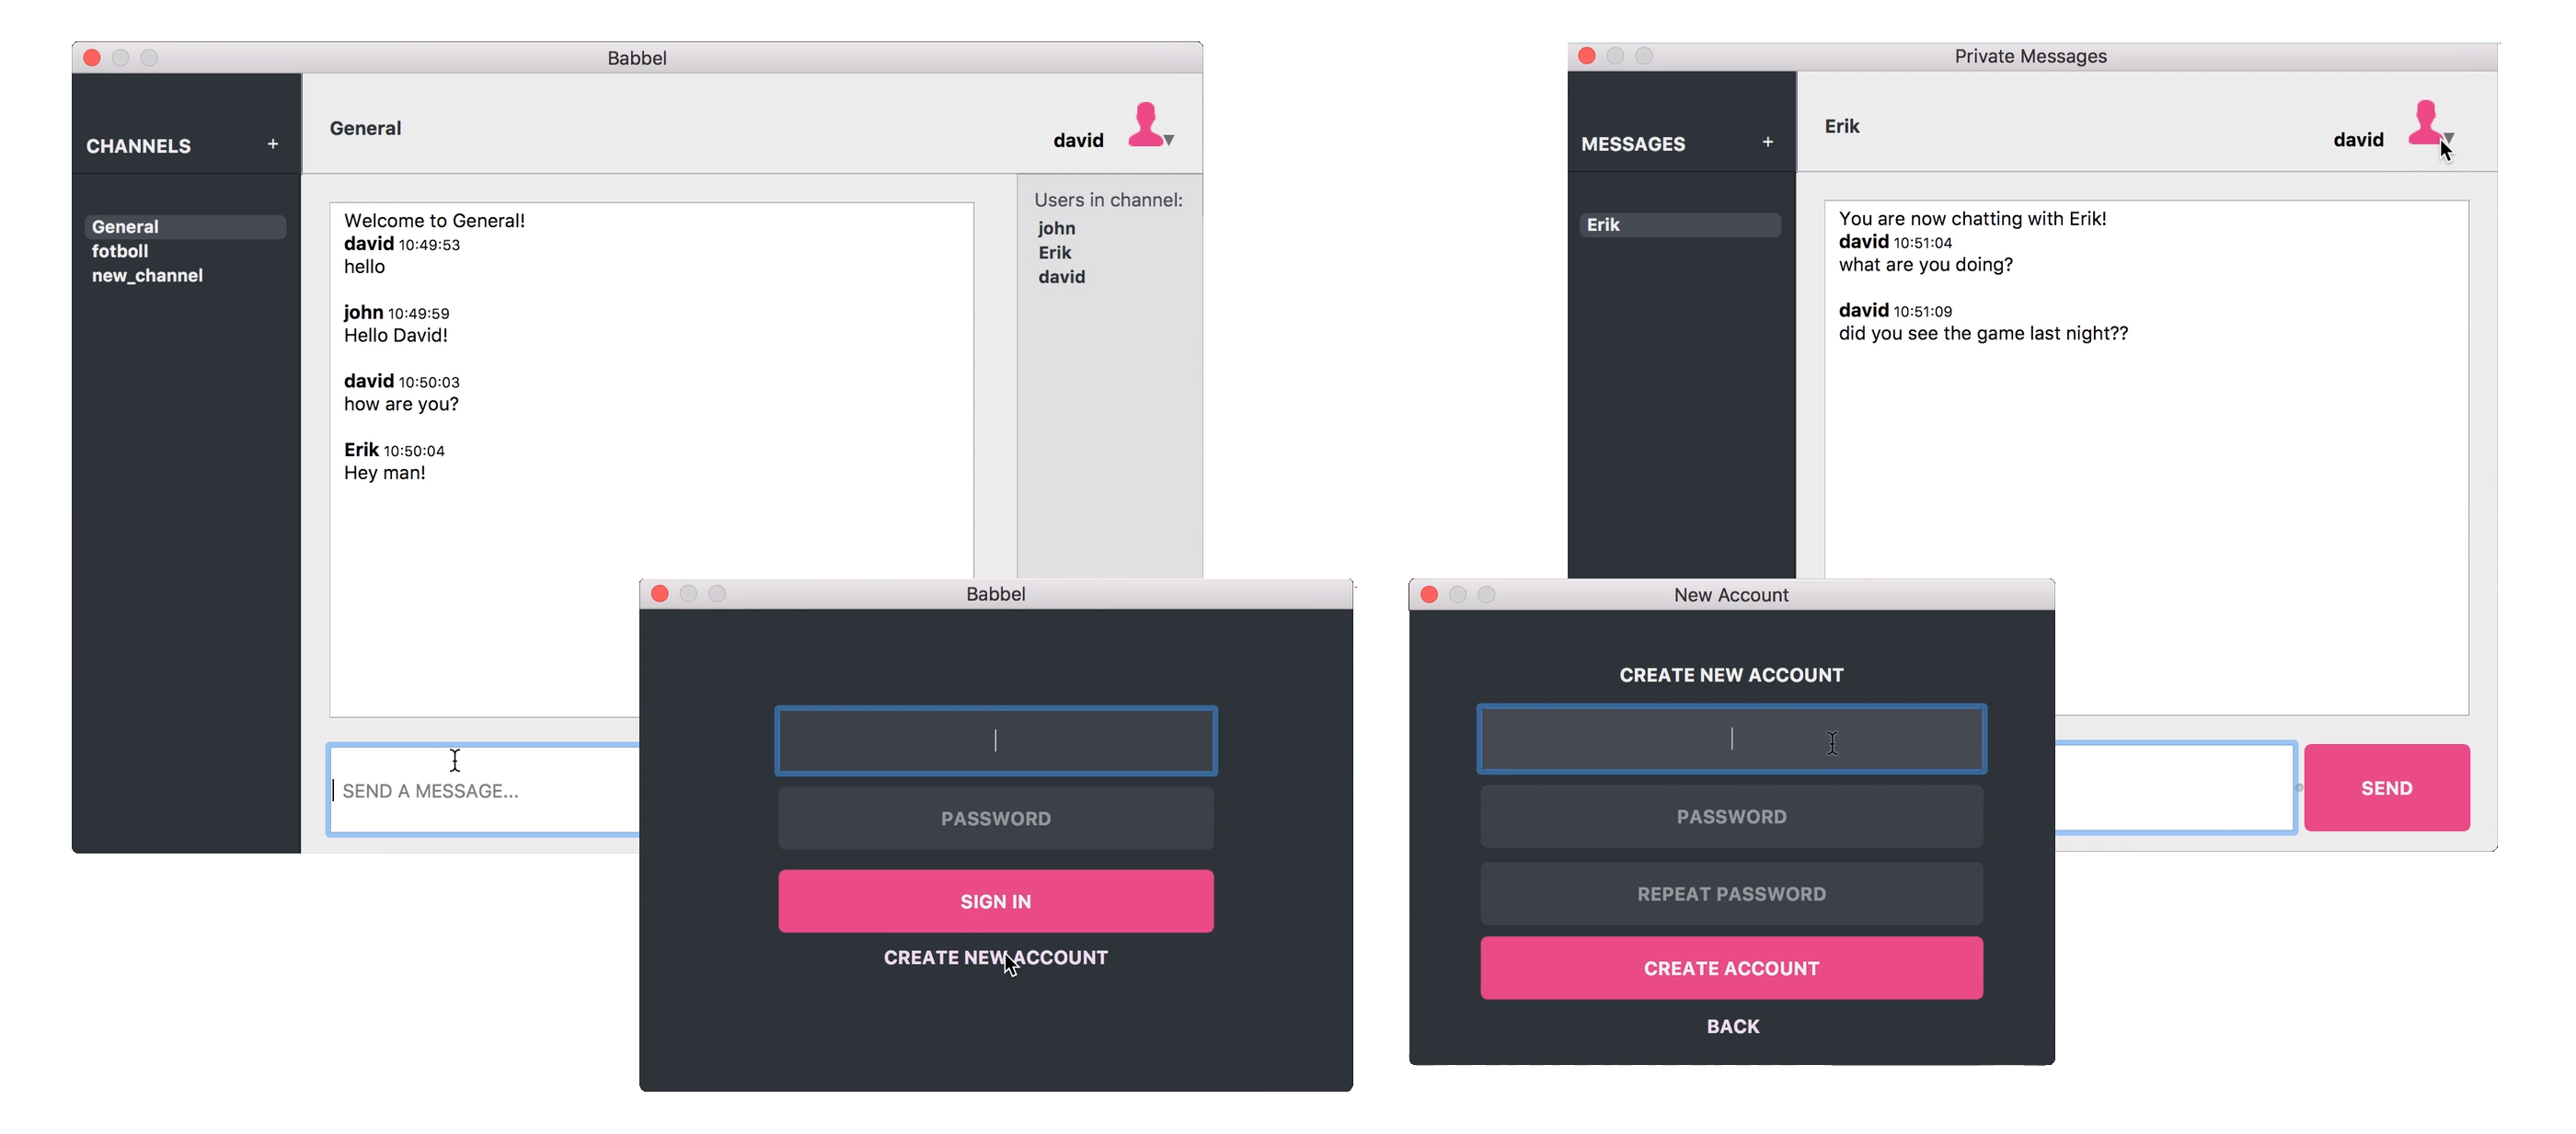 Babbel
CHANNELS +
General
fotboll
new_channel
General
david
Welcome to General!
david 10:49:53
hello
john 10:49:59
Hello David!
david 10:50:03
how are you?
Erik 10:50:04
Hey man!
SEND A MESSAGE...
Users in channel:
john
Erik
david
Private Messages
MESSAGES +
Erik
Erik
david
You are now chatting with Erik!
david 10:51:04
what are you doing?
david 10:51:09
did you see the game last night??
SEND
Babbel
PASSWORD
SIGN IN
CREATE NEW ACCOUNT
New Account
CREATE NEW ACCOUNT
PASSWORD
REPEAT PASSWORD
CREATE ACCOUNT
BACK